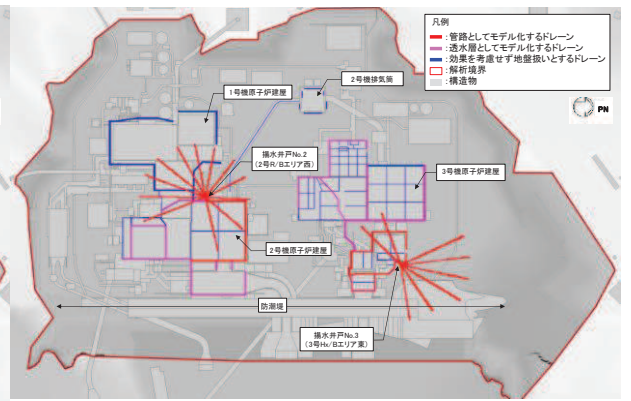 凡例
：管路としてモデル化するドレーン
：透水層としてモデル化するドレーン
：効果を考慮せず地盤扱いとするドレーン
：解析境界
：構造物
PN
2号機排気筒
1号機原子炉建屋
揚水井戸No.2
（2号R/Bエリア西）
3号機原子炉建屋
2号機原子炉建屋
防潮堤
揚水井戸No.3
（3号Hx/Bエリア東）